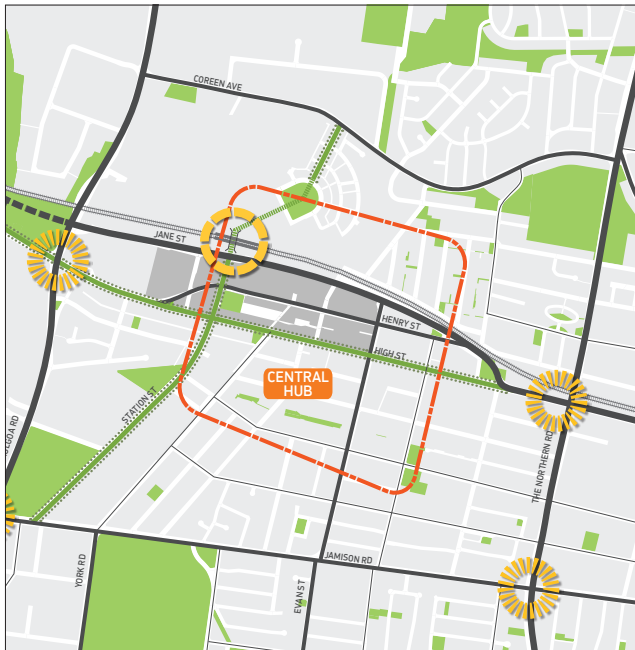 COREEN AVE
JANE ST
HENRY ST
HIGH ST
CENTRAL
HUB
STATION ST
THE NORTHERN RD
JAMISON RD
YORK RD
EVAN ST